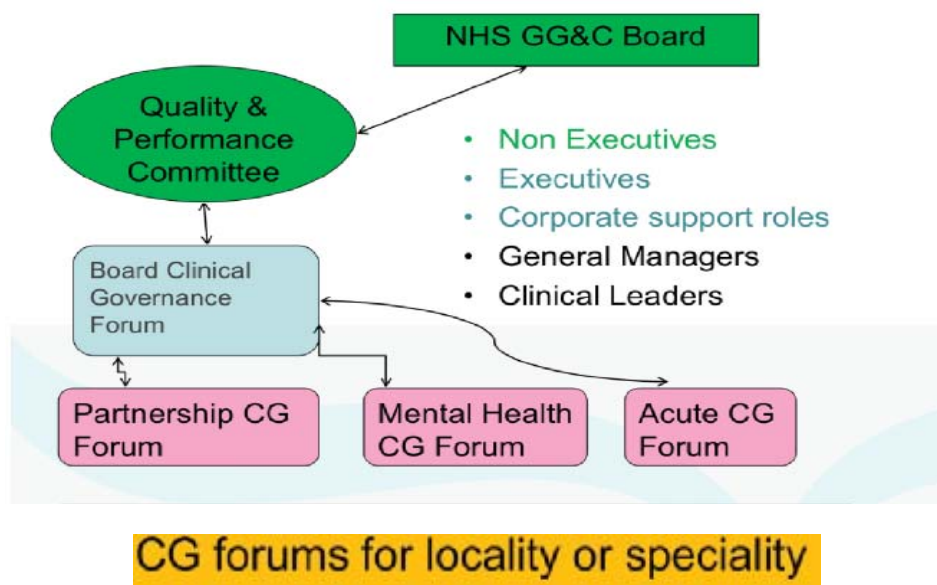 NHS GG&C Board
Quality &
Performance
Committee
• Non Executives
• Executives
• Corporate support roles
• General Managers
• Clinical Leaders
Board Clinical
Governance
Forum
Partnership CG
Forum
Mental Health
CG Forum
Acute CG
Forum
CG forums for locality or speciality